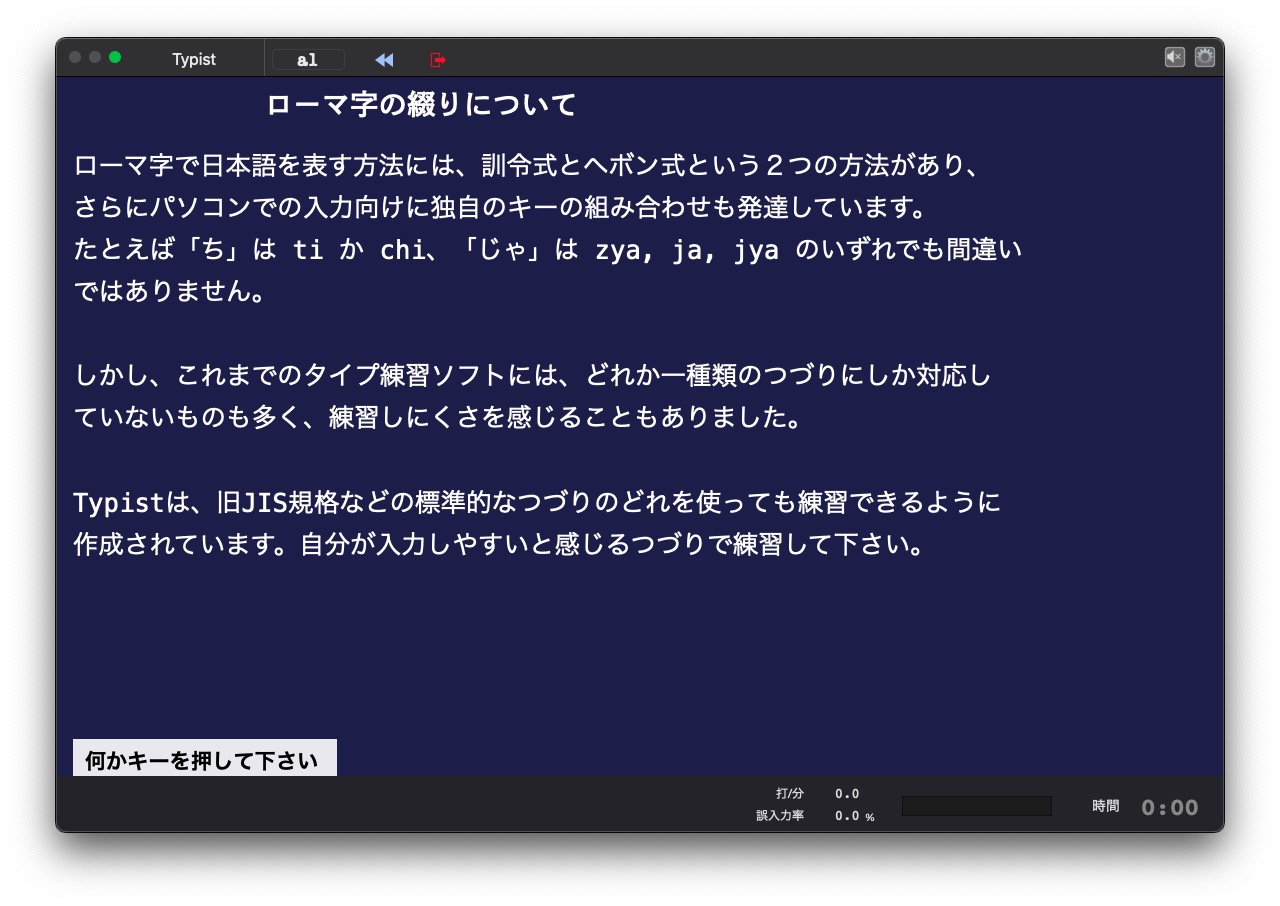 Typist
al
ローマ字の綴りについて
ローマ字で日本語を表す方法には、訓令式とヘボン式という２つの方法があり、
さらにパソコンでの入力向けに独自のキーの組み合わせも発達しています。
たとえば「ち」は ti か chi、「じゃ」は zya, ja, jya のいずれでも間違い
ではありません。
しかし、これまでのタイプ練習ソフトには、どれか一種類のつづりにしか対応し
ていないものも多く、練習しにくさを感じることもありました。
Typistは、旧JIS規格などの標準的なつづりのどれを使っても練習できるように
作成されています。自分が入力しやすいと感じるつづりで練習して下さい。
何かキーを押して下さい
打/分 0.0
誤入力率 0.0 %
時間 0:00